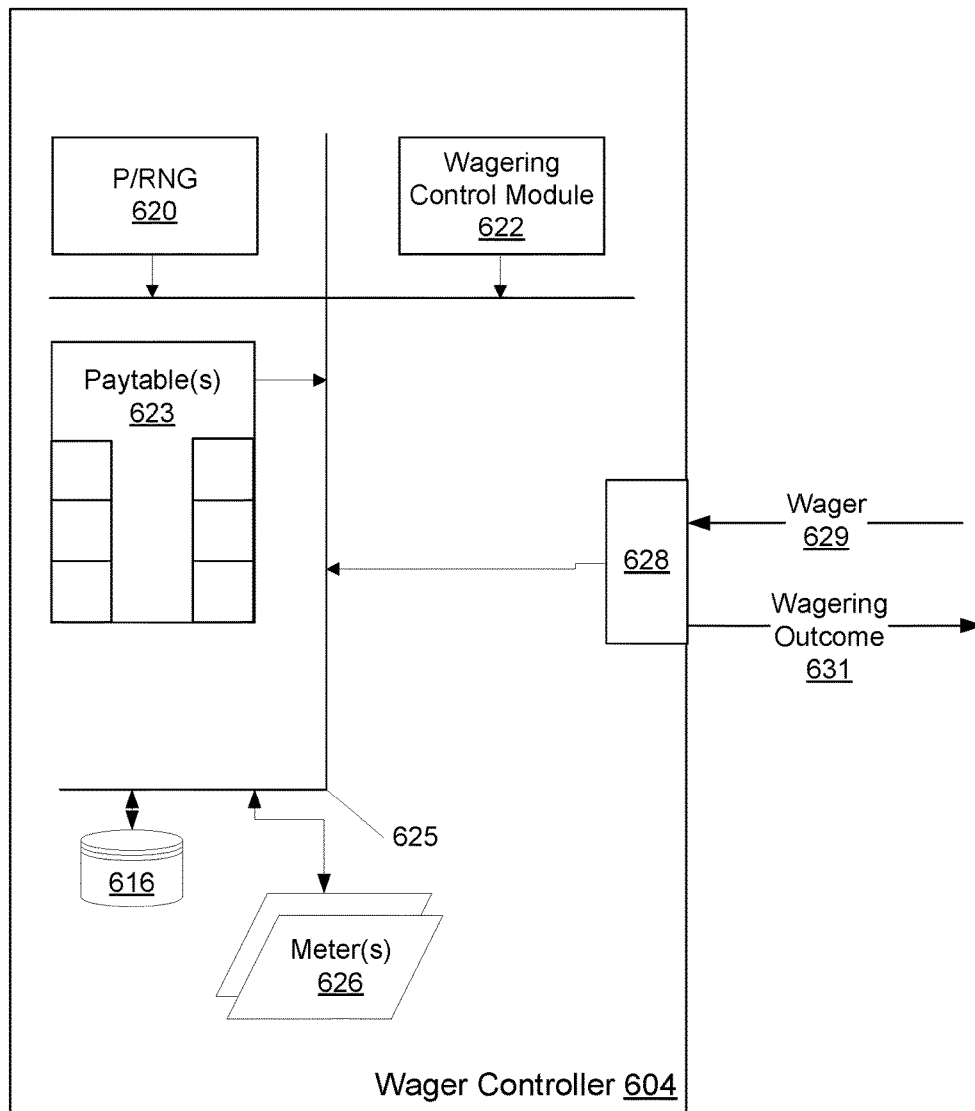 P/RNG
620
Wagering
Control Module
622
Paytable(s)
623
628
Wager
629
Wagering
Outcome
631
625
616
Meter(s)
626
Wager Controller 604